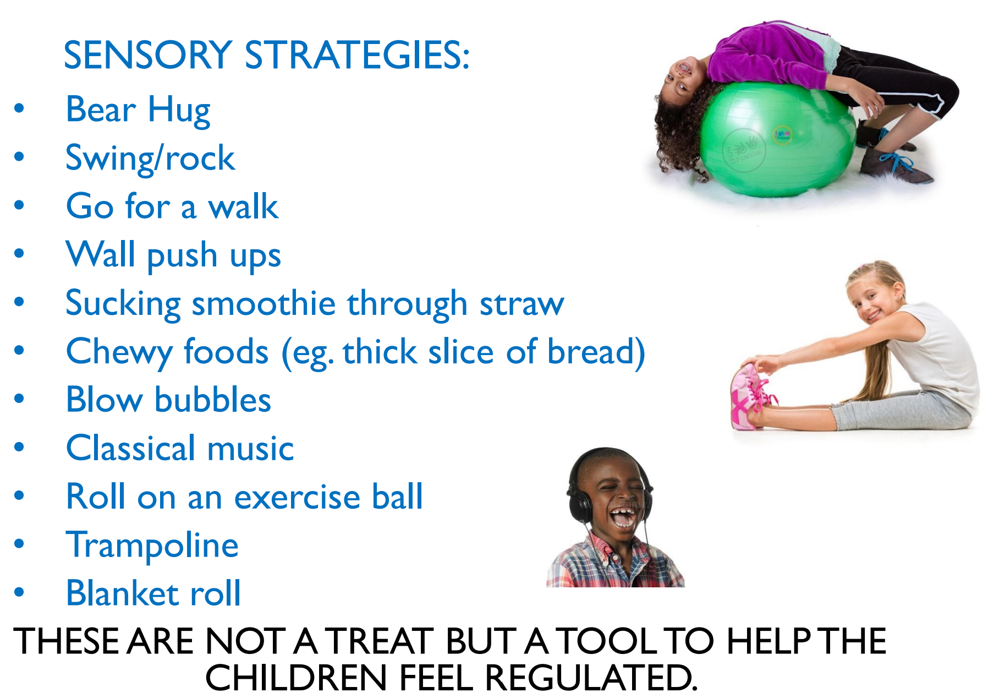 SENSORY STRATEGIES:
• Bear Hug
• Swing/rock
• Go for a walk
• Wall push ups
• Sucking smoothie through straw
• Chewy foods (eg. thick slice of bread)
• Blow bubbles
• Classical music
• Roll on an exercise ball
• Trampoline
• Blanket roll
THESE ARE NOT A TREAT BUT A TOOL TO HELP THE
CHILDREN FEEL REGULATED.
Function